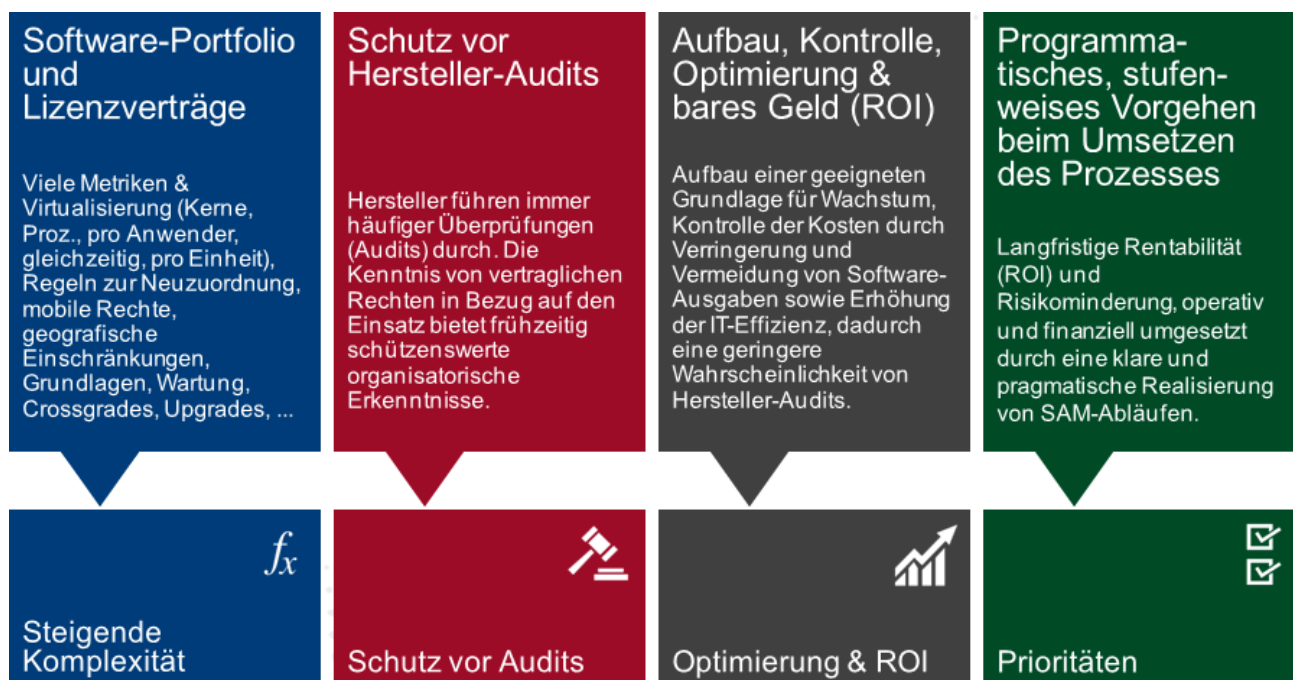 Software-Portfolio
und
Lizenzverträge
Viele Metriken &
Virtualisierung (Kerne,
Proz., pro Anwender,
gleichzeitig, pro Einheit),
Regeln zur Neuzuordnung,
mobile Rechte,
geografische
Einschränkungen,
Grundlagen, Wartung,
Crossgrades, Upgrades, ...
Schutz vor
Hersteller-Audits
Hersteller führen immer
häufiger Überprüfungen
(Audits) durch. Die
Kenntnis von vertraglichen
Rechten in Bezug auf den
Einsatz bietet frühzeitig
schützenswerte
organisatorische
Erkenntnisse.
Aufbau, Kontrolle,
Optimierung &
bares Geld (ROI)
Aufbau einer geeigneten
Grundlage für Wachstum,
Kontrolle der Kosten durch
Verringerung und
Vermeidung von Software-
Ausgaben sowie Erhöhung
der IT-Effizienz, dadurch
eine geringere
Wahrscheinlichkeit von
Hersteller-Audits.
Programma-
tisches, stufen-
weises Vorgehen
beim Umsetzen
des Prozesses
Langfristige Rentabilität
(ROI) und
Risikominderung, operativ
und finanziell umgesetzt
durch eine klare und
pragmatische Realisierung
von SAM-Abläufen.
fx
Steigende
Komplexität
Schutz vor Audits
Optimierung & ROI
Prioritäten